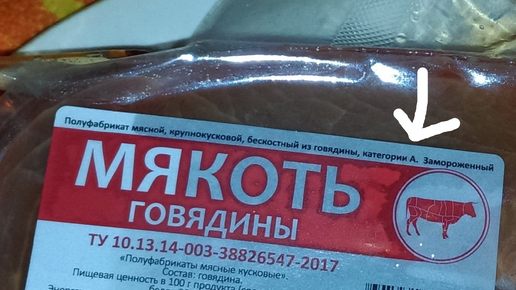 Полуфабрикат мясной, крупнокусковой, бескостный из говядины, категории А. Замороженный
МЯКОТЬ
ГОВЯДИНЫ
ТУ 10.13.14-003-38826547-2017
«Полуфабрикаты мясные кусковые».
Состав: говядина.
Пищевая ценность в 100 г продукта